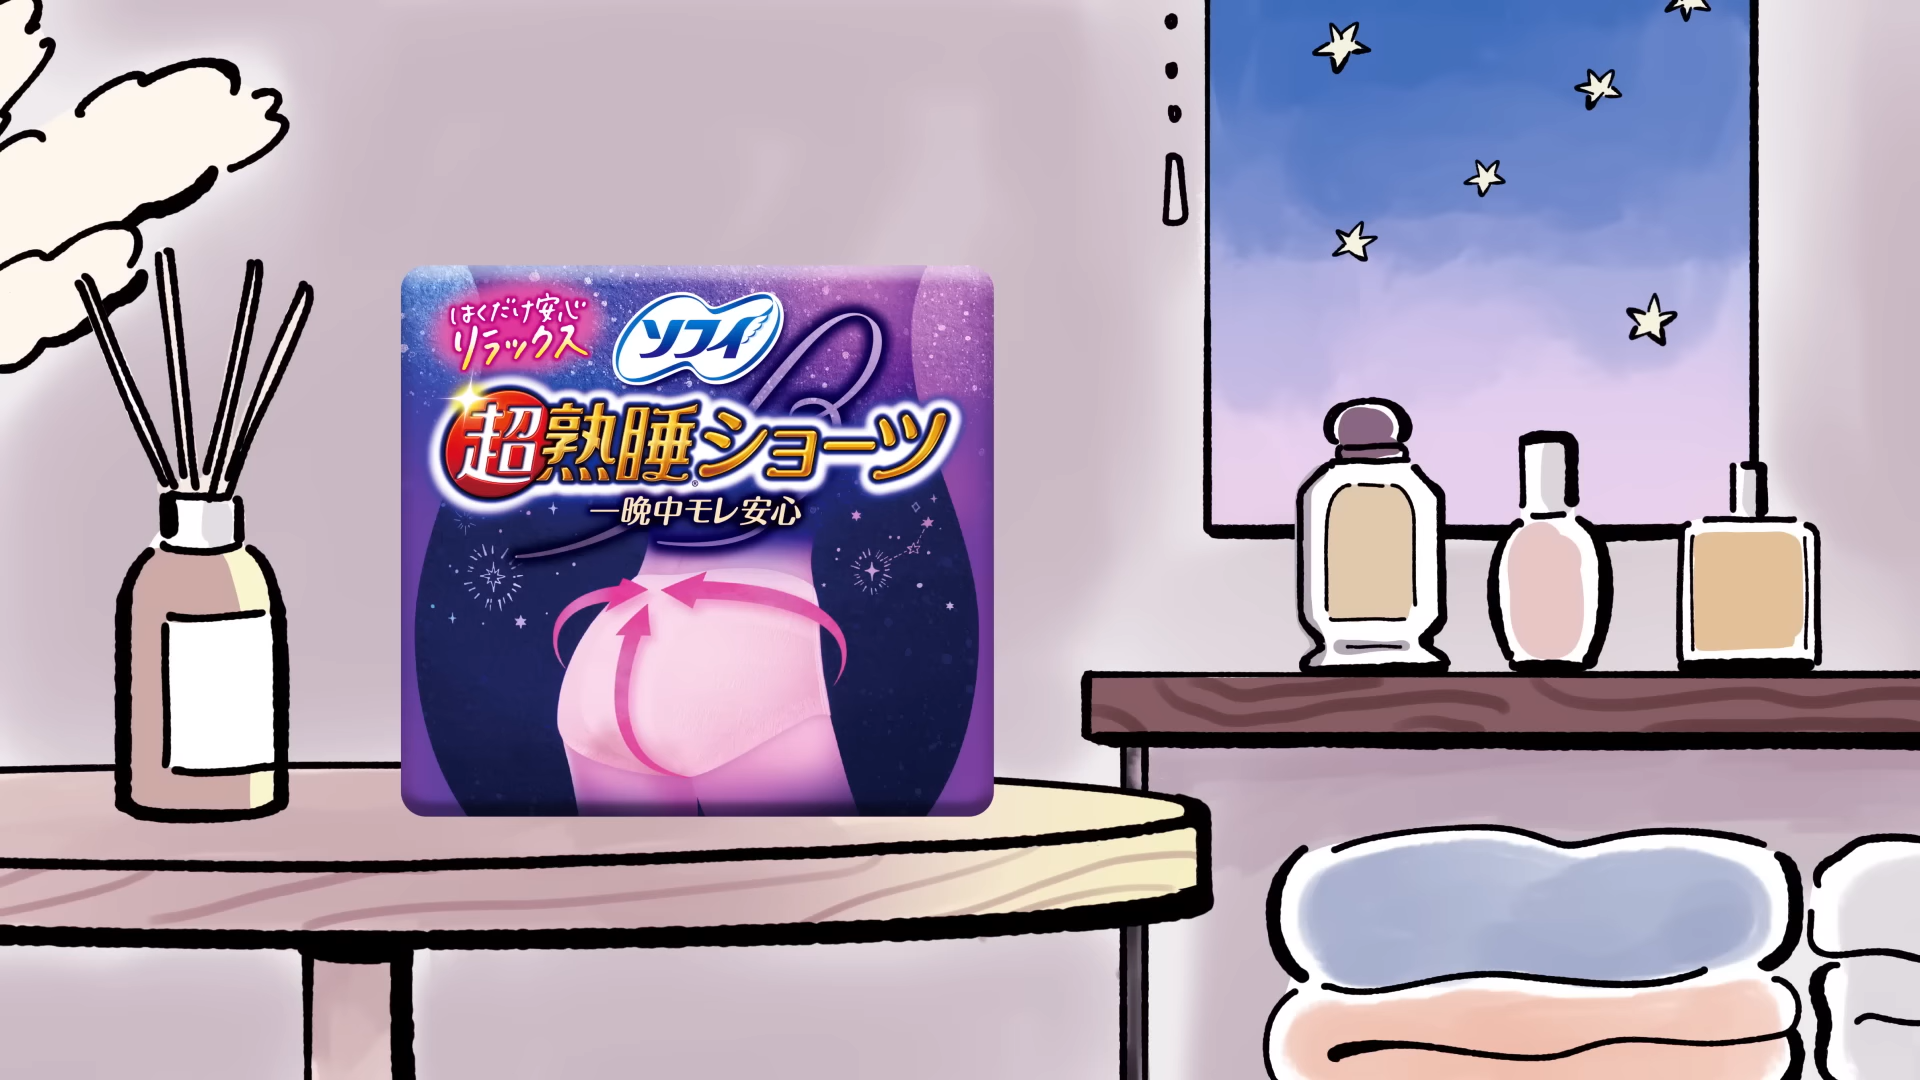 はくだけ安心
リラックス
ソフィ
超熟睡ショーツ®
一晩中モレ安心